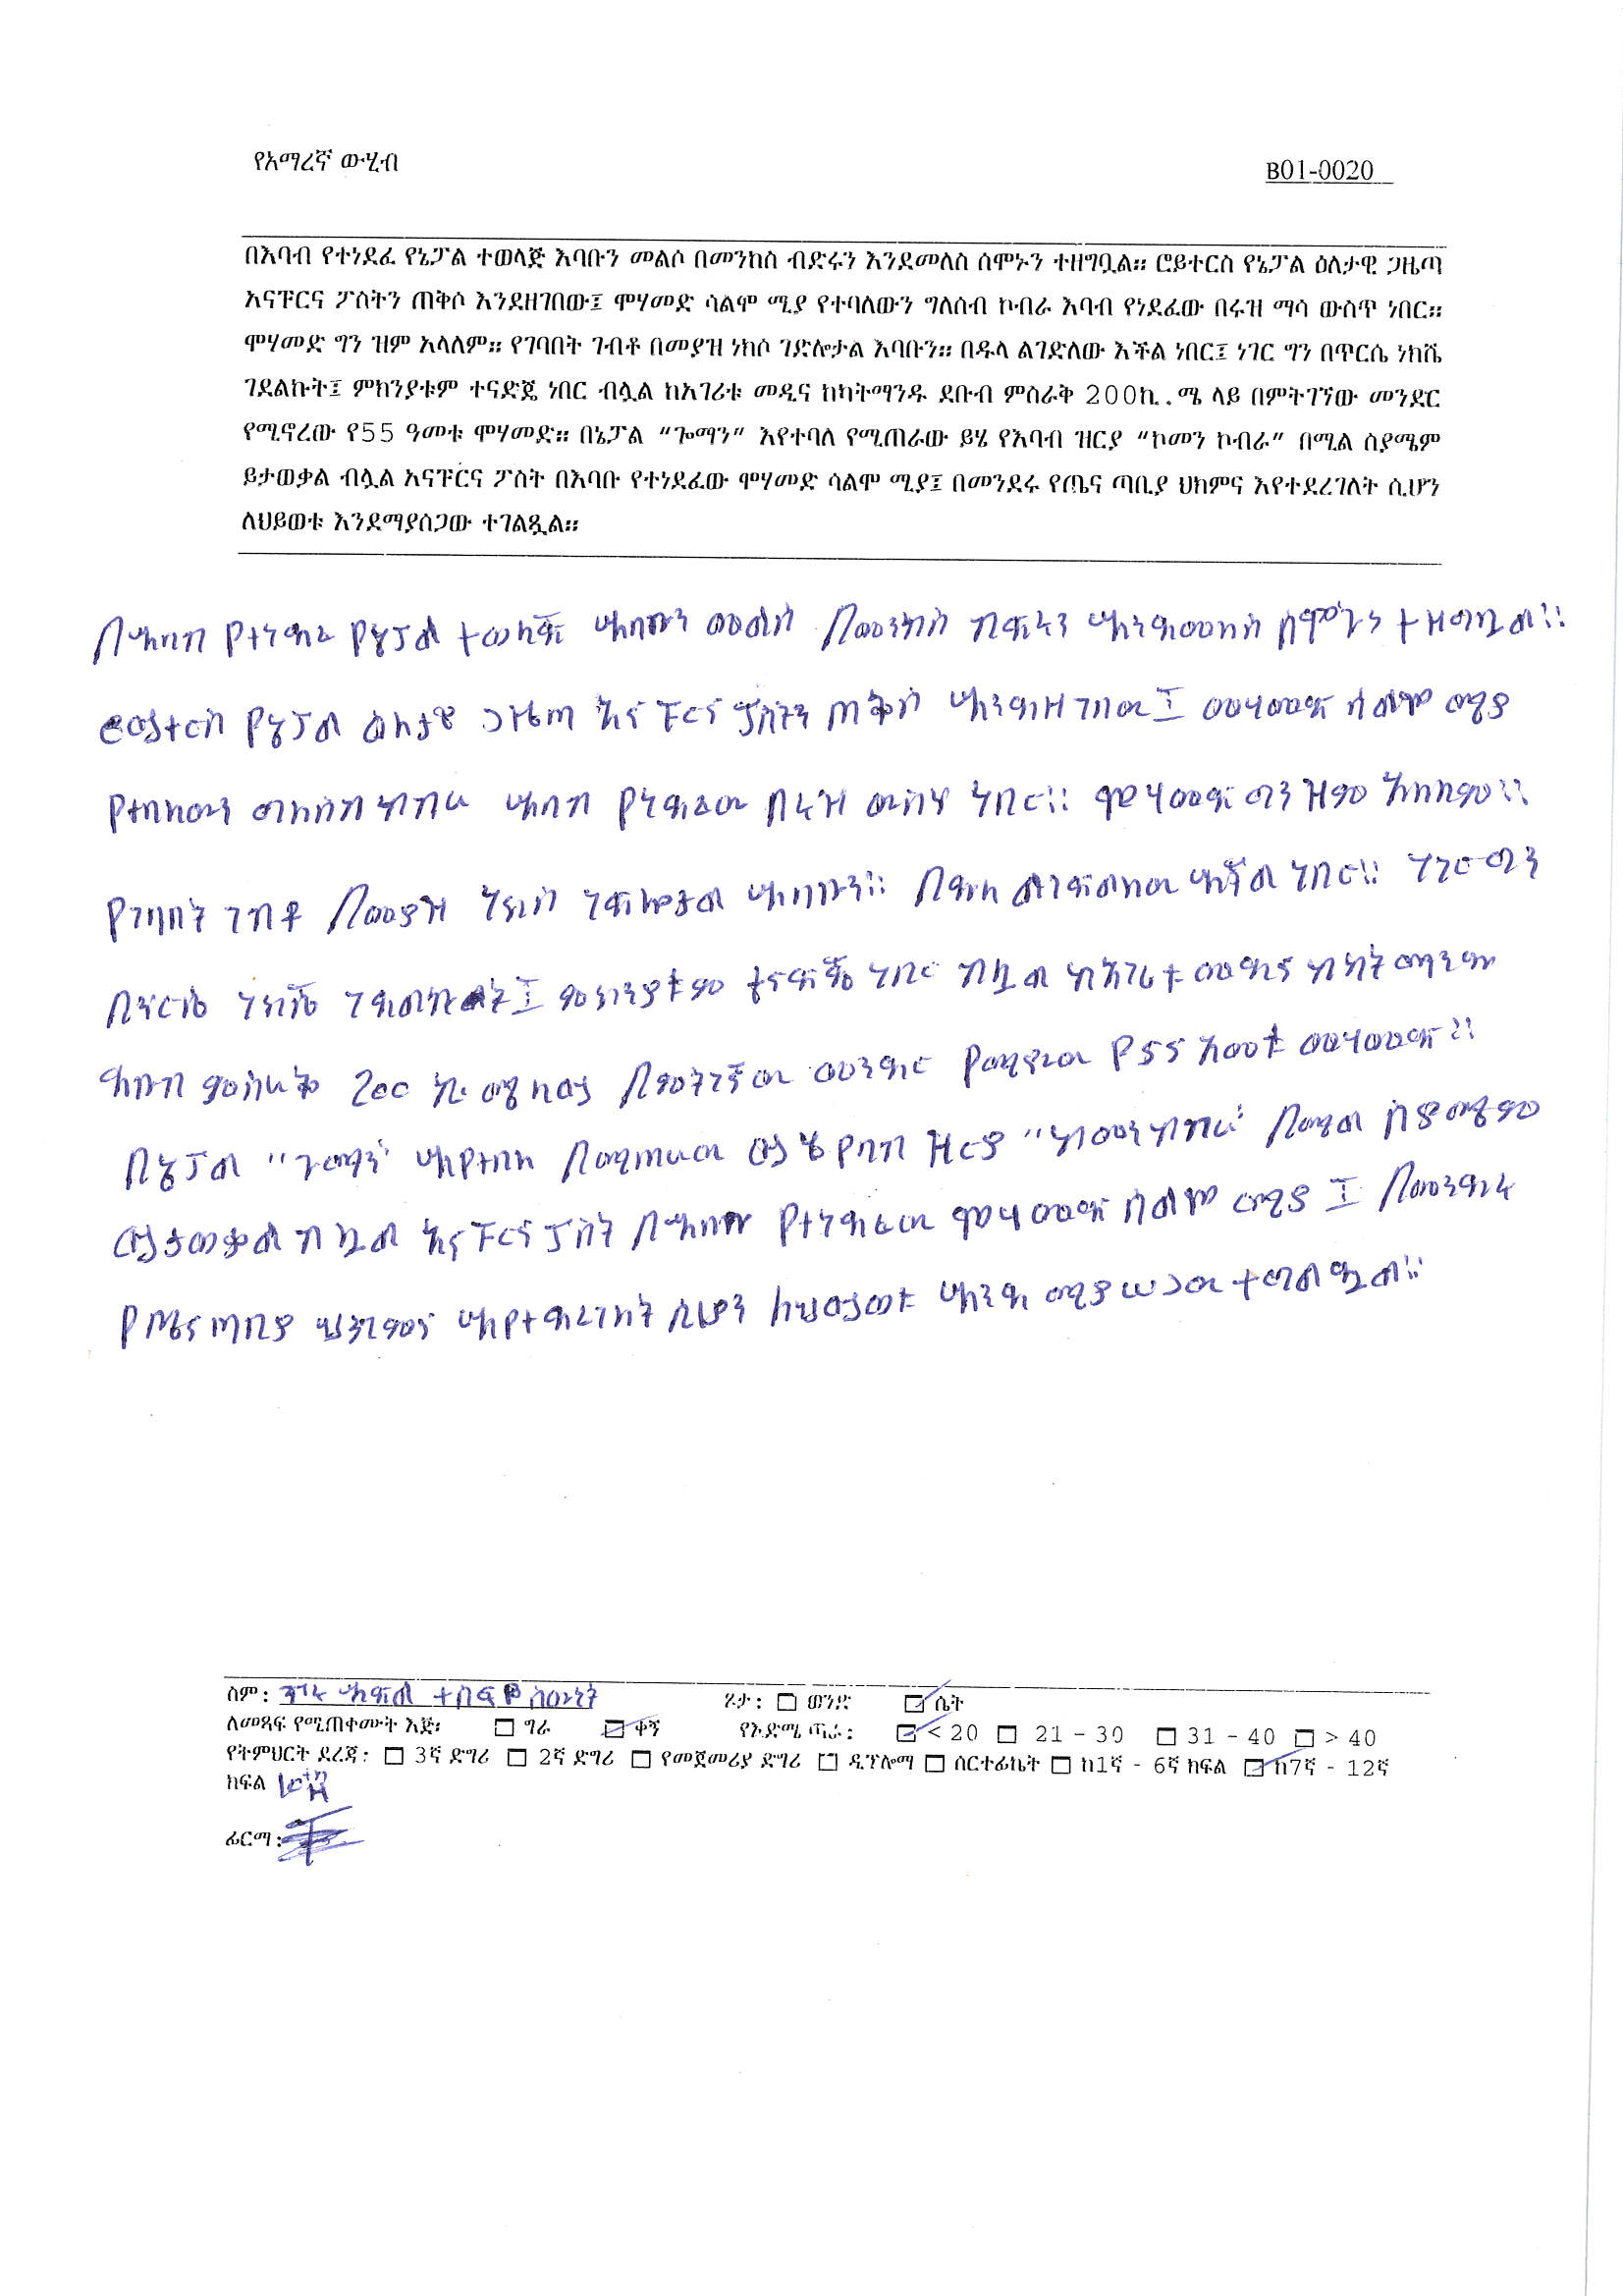 የአማረኛ ውሂብ
B01-0020
በእባብ የተነደፈ የኔፓል ተወላጅ እባቡን መልሶ በመንከስ ብድሩን እንደመለስ ሰሞኑን ተዘግቧል፡፡ ሮይተርስ የኔፓል ዕለታዊ ጋዜጣ
አናፑርና ፖስትን ጠቅሶ እንደዘገበው፤ ሞሃመድ ሳልሞ ሚያ የተባለውን ግለሰብ ኮብራ እባብ የነደፈው በሩዝ ማሳ ውስጥ ነበር፡፡
ሞሃመድ ግን ዝም አላለም፡፡ የገባበት ገብቶ በመያዝ ነክሶ ገድሎታል እባቡን፡፡ በዱላ ልገድለው እችል ነበር፤ ነገር ግን በጥርሴ ነክሼ
ገደልኩት፤ ምክንያቱም ተናድጄ ነበር ብሏል ከአገሪቱ መዲና ከካትማንዱ ደቡብ ምስራቅ 200ኪ.ሜ ላይ በምትገኘው መንደር
የሚኖረው የ55 ዓመቱ ሞሃመድ፡፡ በኔፓል “ጐማን” እየተባለ የሚጠራው ይሄ የእባብ ዝርያ “ኮመን ኮብራ” በሚል ስያሜም
ይታወቃል ብሏል አናፑርና ፖስት በእባቡ የተነደፈው ሞሃመድ ሳልሞ ሚያ፤ በመንደሩ የጤና ጣቢያ ህክምና እየተደረገለት ሲሆን
ለህይወቱ እንደማያሰጋው ተገልጿል፡፡
በእባብ የተነደፈ የኔፓል ተወላጅ እባቡን መልሶ በመንከስ ብድሩን እንደመለስ ሰሞኑን ተዘግቧል፡፡
ሮይተርስ የኔፓል ዕለታዊ ጋዜጣ አናፑርና ፖስትን ጠቅሶ እንደዘገበው፤ መሃመድ ሳልሞ ሚያ
የተባለውን ግለሰብ ኮብራ እባብ የነደፈው በሩዝ ውስጥ ነበር፡፡ ሞሃመድ ግን ዝም አላለም፡፡
የገባበት ገብቶ በመያዝ ነክሶ ገድሎታል እባቡን፡፡ በዱላ ልገድለው እችል ነበር፡፡ ነገር ግን
በጥርሴ ነክሼ ገደልኩት፤ ምክንያቱም ተናድጄ ነበር ብሏል ከአገሪቱ መዲና ከካትማንዱ
ደቡብ ምስራቅ 200 ኪ.ሜ ላይ በምትገኛው መንደር የሚኖረው የ55 አመቱ መሃመድ፡፡
በኔፓል “ጐማን” እየተባለ በሚጠራው ይሄ የባብ ዝርያ “ኮመን ኮብራ” በሚል ስያሜም
ይታወቃል ብሏል አናፑርና ፖስት በእባቡ የተነደፈው ሞሃመድ ሳልሞ ሚያ ፤ በመንደሩ
የጤና ጣቢያ ህክምና እየተደረገለት ሲሆን ለህይወቱ እንደ ማያሠጋው ተግልጿል፡፡
ስም:
ፆታ: ወንድ ሴት
ለመጻፍ የሚጠቀሙት እጅ፡ ግራ ቀኝ የእድሜ ጣራ: < 20 21 - 30 31 - 40 > 40
የትምህርት ደረጃ: 3ኛ ድግሪ 2ኛ ድግሪ የመጀመሪያ ድግሪ ዲፕሎማ ሰርተፊኬት ከ1ኛ - 6ኛ ክፍል ከ7ኛ - 12ኛ
ክፍል
ፊርማ: